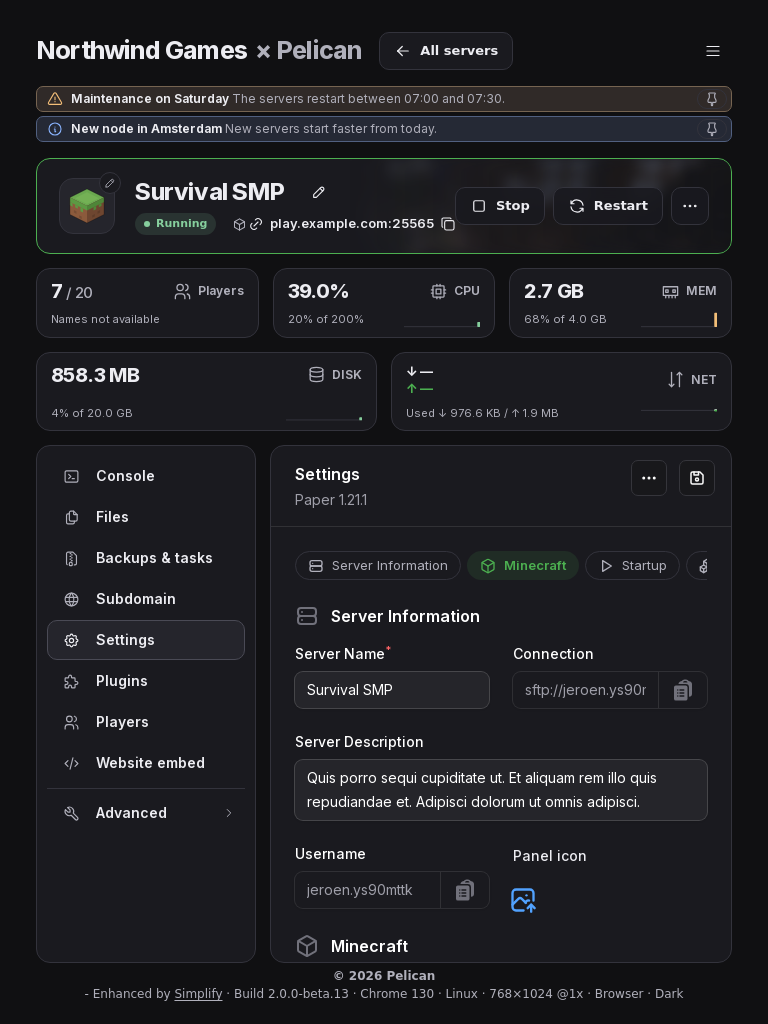 Northwind Games × Pelican
All servers
Maintenance on Saturday The servers restart between 07:00 and 07:30.
New node in Amsterdam New servers start faster from today.
Survival SMP
Running
play.example.com:25565
Stop
Restart
7 / 20
Players
Names not available
39.0%
CPU
20% of 200%
2.7 GB
MEM
68% of 4.0 GB
858.3 MB
DISK
4% of 20.0 GB
↓ —
↑ —
NET
Used ↓ 976.6 KB / ↑ 1.9 MB
Console
Files
Backups & tasks
Subdomain
Settings
Plugins
Players
Website embed
Advanced
Settings
Paper 1.21.1
Server Information
Minecraft
Startup
Server Information
Server Name*
Connection
Survival SMP
sftp://jeroen.ys90r
Server Description
Quis porro sequi cupiditate ut. Et aliquam rem illo quis
repudiandae et. Adipisci dolorum ut omnis adipisci.
Username
Panel icon
jeroen.ys90mttk
Minecraft
© 2026 Pelican
- Enhanced by Simplify · Build 2.0.0-beta.13 · Chrome 130 · Linux · 768×1024 @1x · Browser · Dark